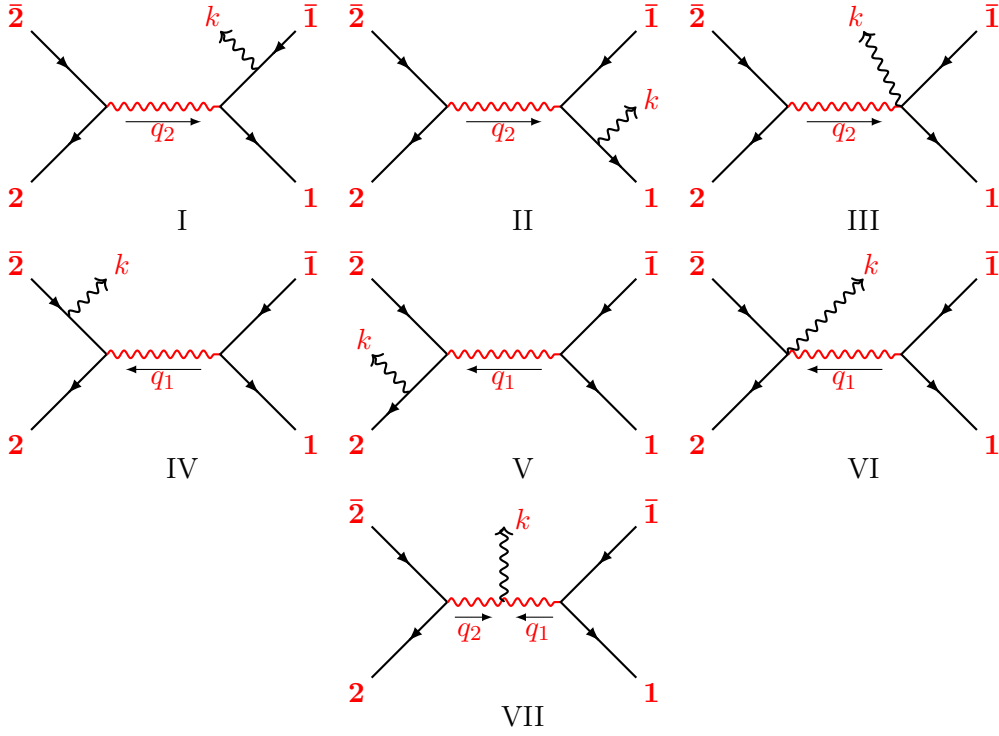 2̄ k 1̄ 2̄ 1̄ 2̄ k 1̄
k
q₂ q₂ q₂
2 1 2 1 2 1
I II III
2̄ k 1̄ 2̄ 1̄ 2̄ k 1̄
k
q₁ q₁ q₁
2 1 2 1 2 1
IV V VI
2̄ k 1̄
q₂ q₁
2 1
VII